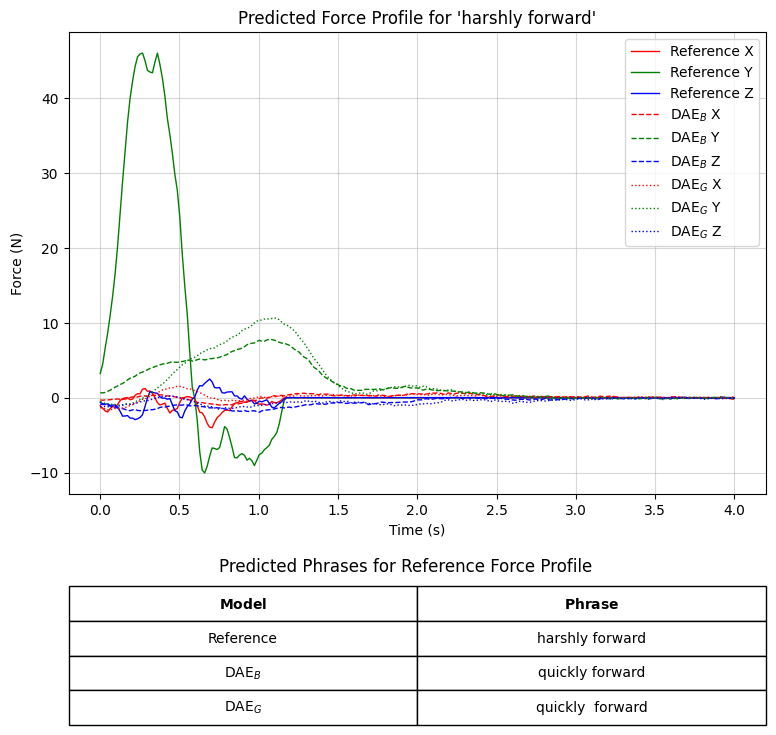 Predicted Force Profile for 'harshly forward'
Force (N)
40
30
20
10
0
−10
Reference X
Reference Y
Reference Z
DAE_B X
DAE_B Y
DAE_B Z
DAE_G X
DAE_G Y
DAE_G Z
0.0 0.5 1.0 1.5 2.0 2.5 3.0 3.5 4.0
Time (s)
Predicted Phrases for Reference Force Profile
Model Phrase
Reference harshly forward
DAE_B quickly forward
DAE_G quickly  forward